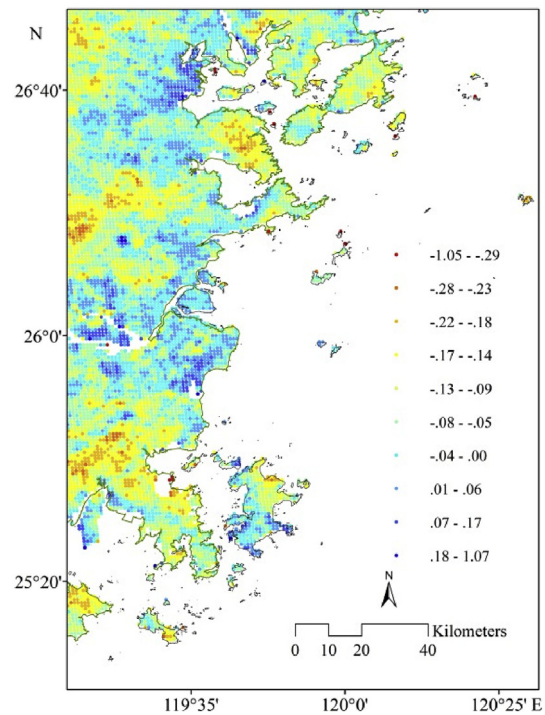 N
26°40'
-1.05 - -.29
-.28 - -.23
-.22 - -.18
-.17 - -.14
-.13 - -.09
-.08 - -.05
-.04 - .00
.01 - .06
.07 - .17
.18 - 1.07
26°0'
25°20'
N
Kilometers
0 10 20 40
119°35' 120°0' 120°25' E